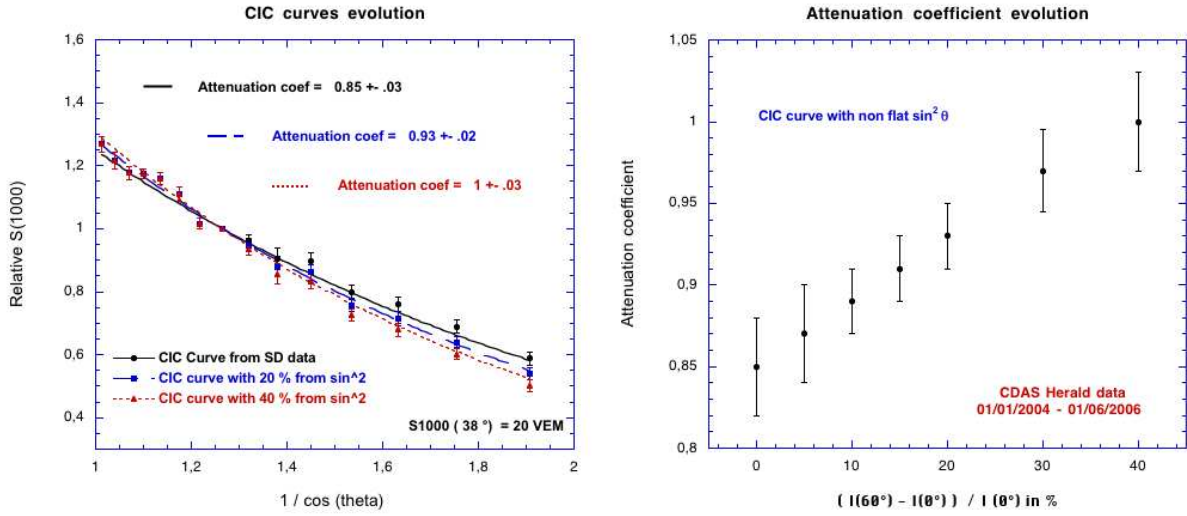 CIC curves evolution
1,6
1,4
1,2
1
0,8
0,6
0,4
Relative S(1000)
Attenuation coef = 0.85 +- .03
Attenuation coef = 0.93 +- .02
Attenuation coef = 1 +- .03
CIC Curve from SD data
CIC curve with 20 % from sin^2
CIC curve with 40 % from sin^2
S1000 ( 38 °) = 20 VEM
1 1,2 1,4 1,6 1,8 2
1 / cos (theta)
Attenuation coefficient evolution
1,05
1
0,95
0,9
0,85
0,8
Attenuation coefficient
CIC curve with non flat sin² θ
CDAS Herald data
01/01/2004 - 01/06/2006
0 10 20 30 40
( I(60°) - I(0°) ) / I (0°) in %